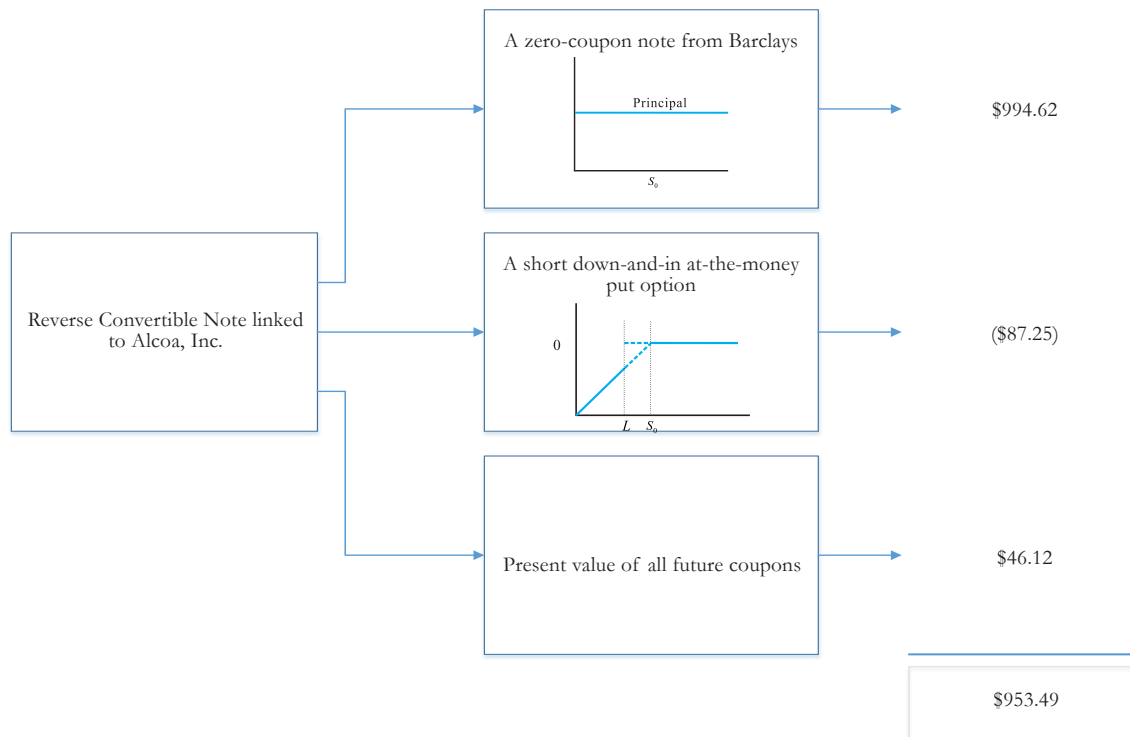 A zero-coupon note from Barclays
Principal
S₀
$994.62
Reverse Convertible Note linked
to Alcoa, Inc.
A short down-and-in at-the-money
put option
0
L S₀
($87.25)
Present value of all future coupons
$46.12
$953.49